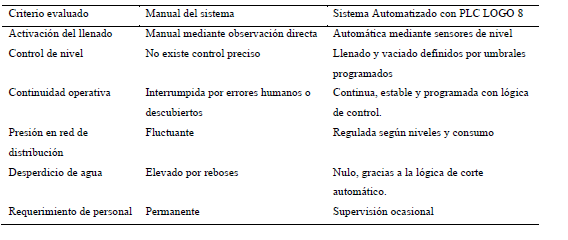 Criterio evaluado Manual del sistema Sistema Automatizado con PLC LOGO 8
Activación del llenado Manual mediante observación directa Automática mediante sensores de nivel
Control de nivel No existe control preciso Llenado y vaciado definidos por umbrales
programados
Continuidad operativa Interrumpida por errores humanos o Continua, estable y programada con lógica
descubiertos de control.
Presión en red de Fluctuante Regulada según niveles y consumo
distribución
Desperdicio de agua Elevado por reboses Nulo, gracias a la lógica de corte
automático.
Requerimiento de personal Permanente Supervisión ocasional